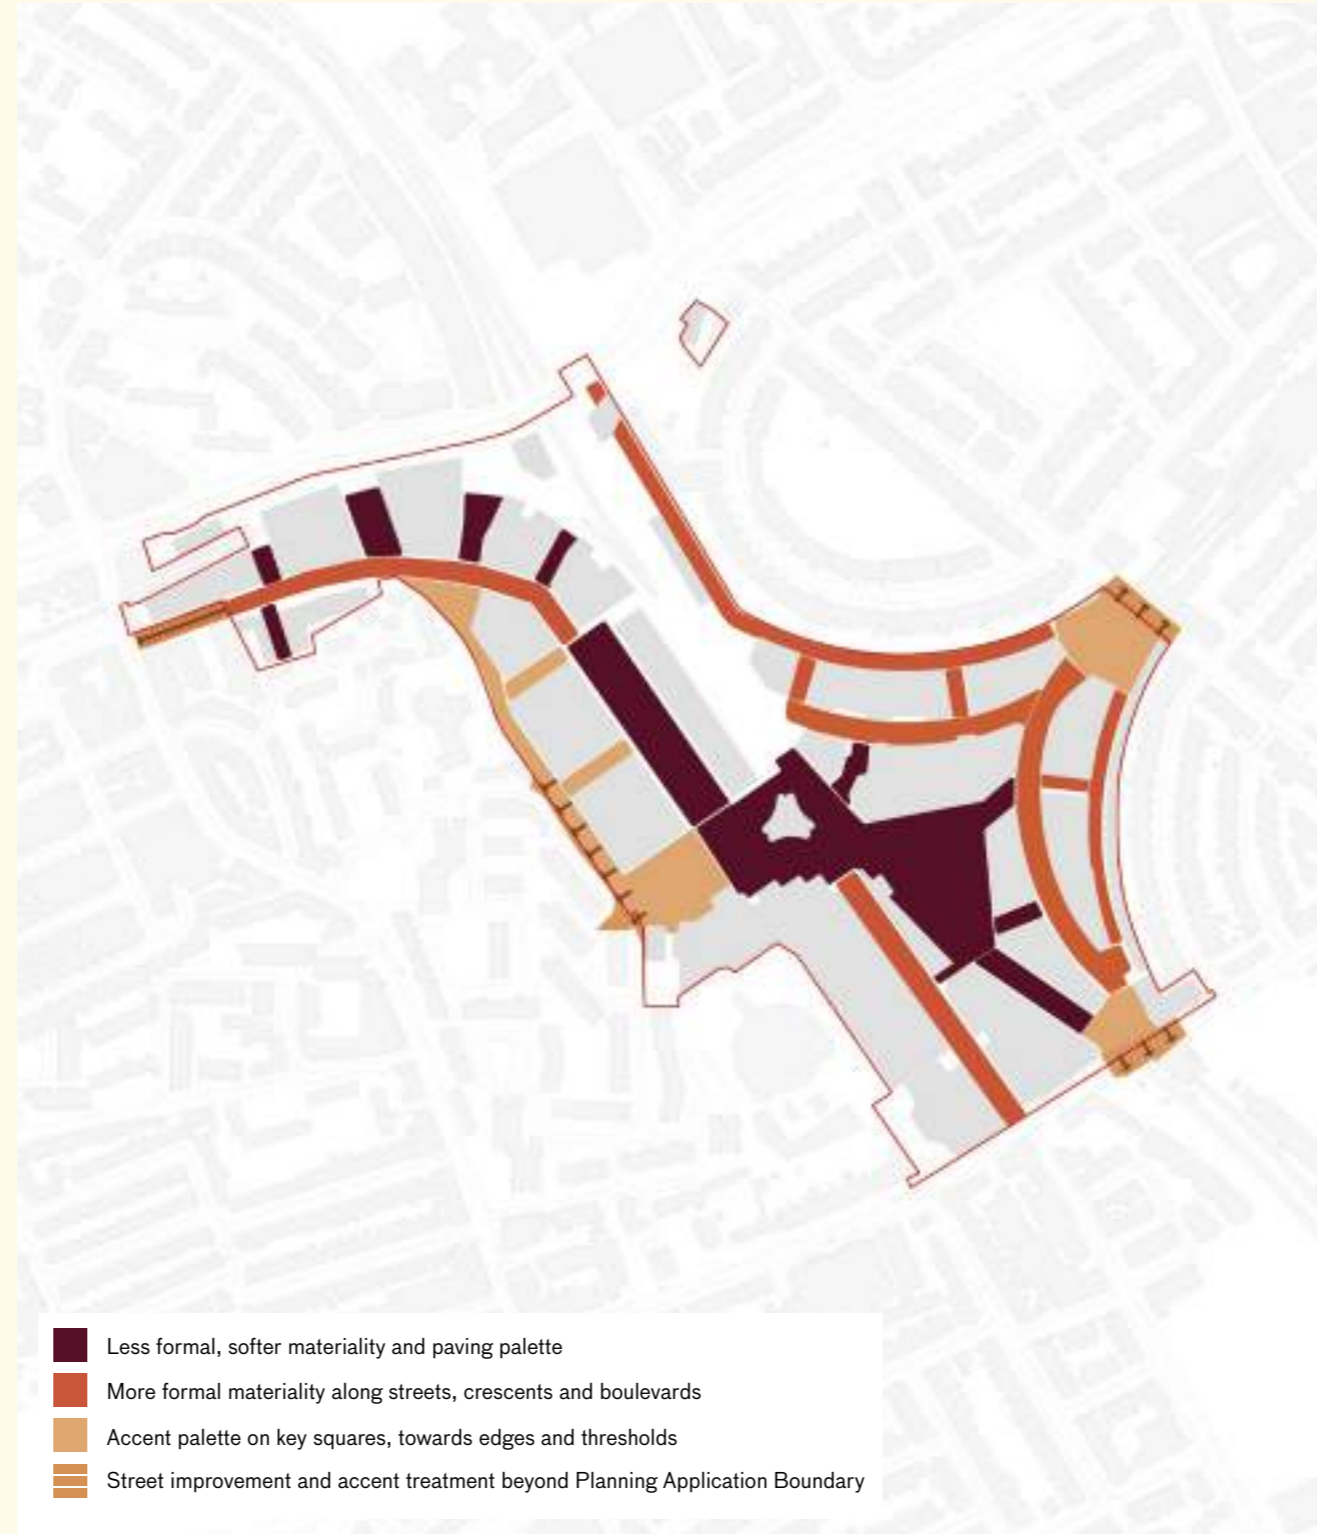 Less formal, softer materiality and paving palette
More formal materiality along streets, crescents and boulevards
Accent palette on key squares, towards edges and thresholds
Street improvement and accent treatment beyond Planning Application Boundary